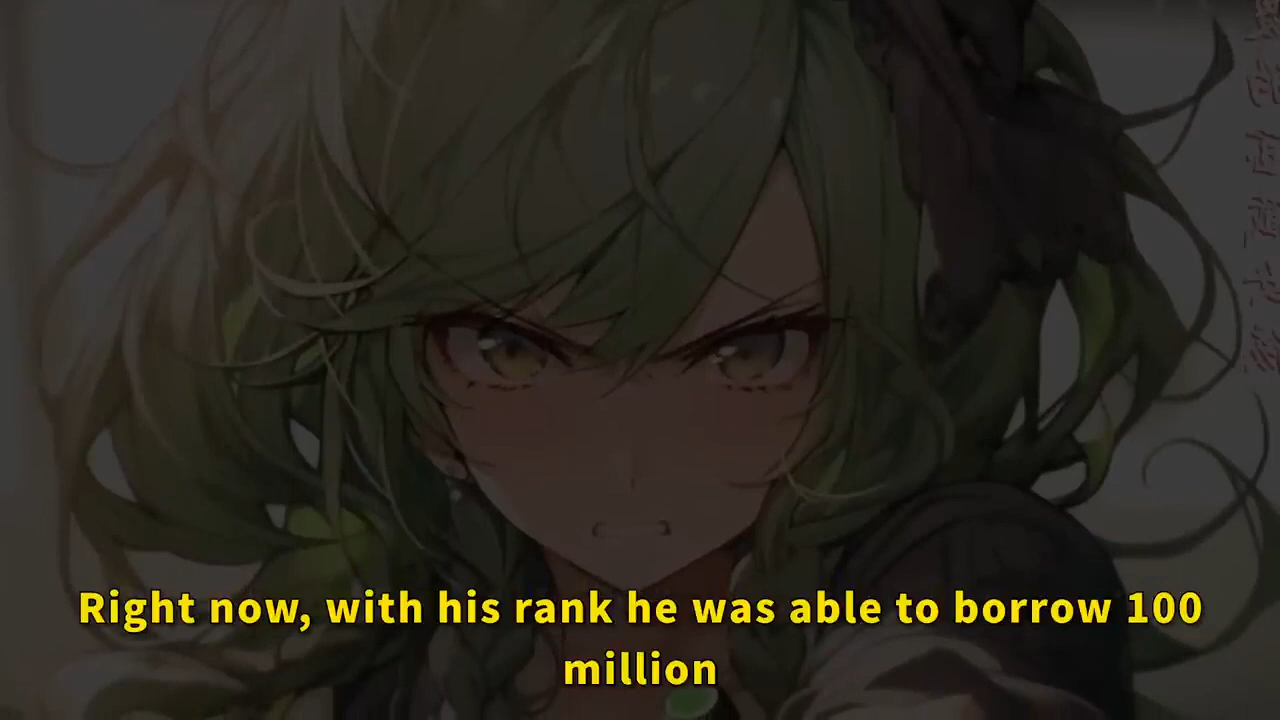 Right now, with his rank he was able to borrow 100
million